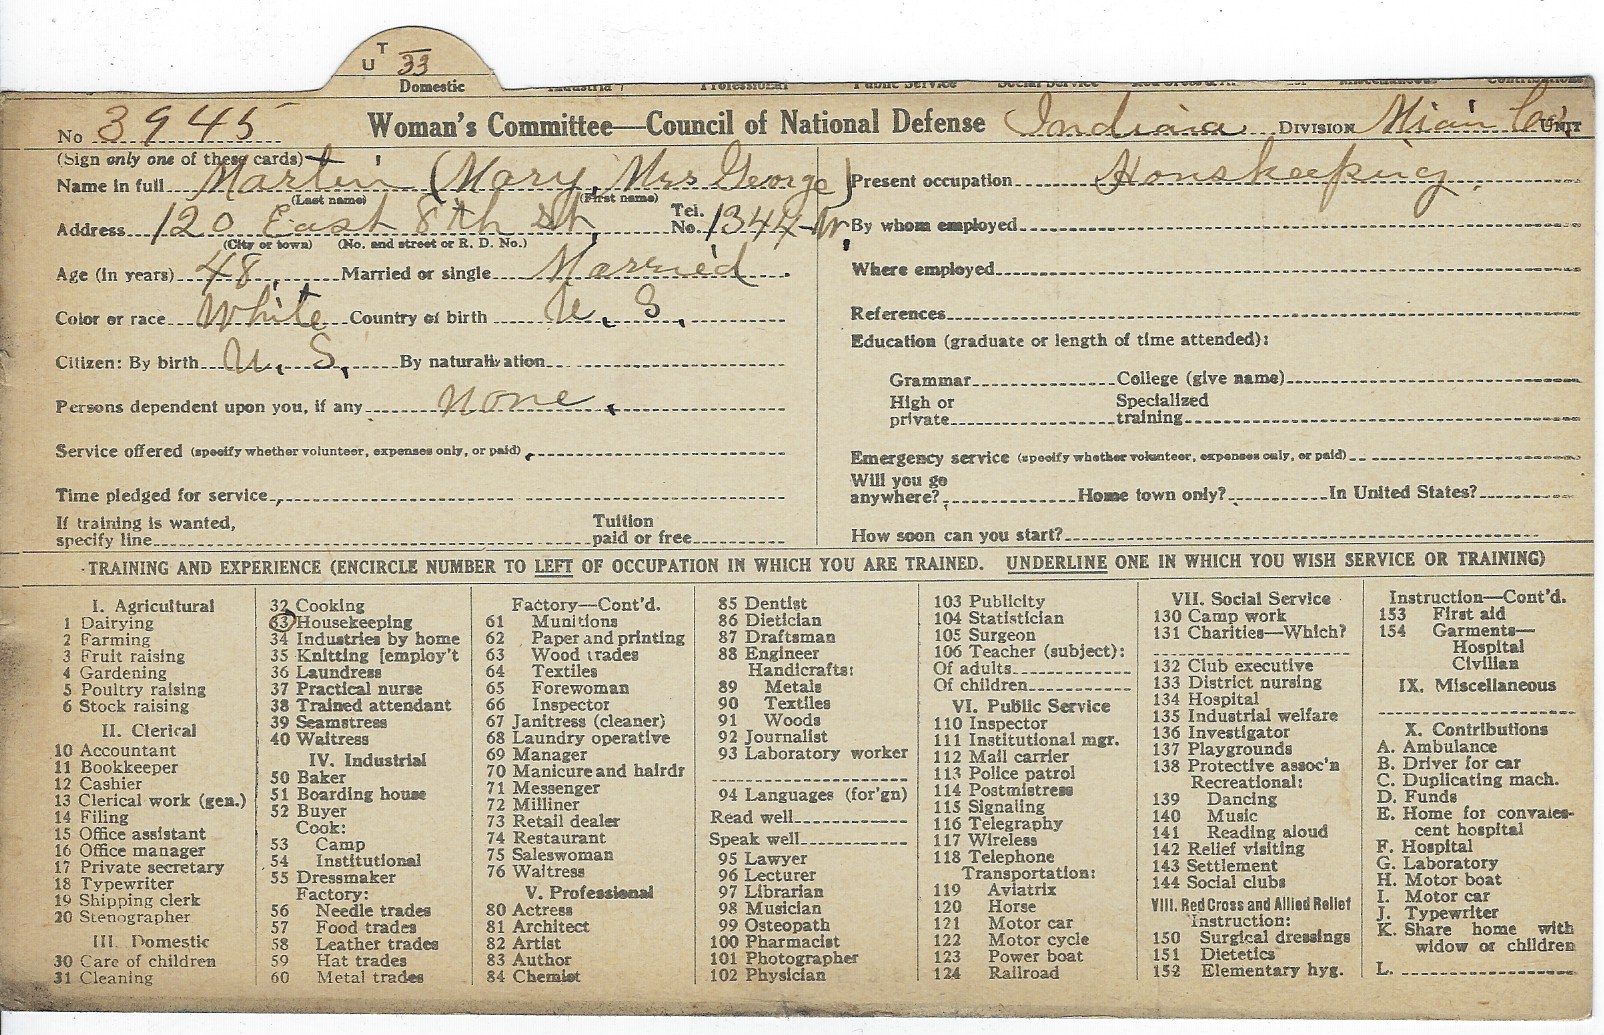 T
U 33
Domestic
Industrial Professional Public Service Social Service Miscellaneous Contributions
No 3945 Woman's Committee—Council of National Defense Indiana DIVISION Miami Co. UNIT
(Sign only one of these cards)
Name in full Martin (Mary, Mrs George)
(Last name) (First name)
Address 120 East 8th St, Tel. No. 1344-W.
(City or town) (No. and street or R. D. No.)
Age (in years) 48. Married or single Married.
Color or race White Country of birth U. S.
Citizen: By birth U. S. By naturalization
Persons dependent upon you, if any none.
Service offered (specify whether volunteer, expenses only, or paid)
Time pledged for service
If training is wanted, specify line Tuition paid or free
Present occupation Houskeeping.
By whom employed
Where employed
References
Education (graduate or length of time attended):
Grammar College (give name)
High or private Specialized training
Emergency service (specify whether volunteer, expenses only, or paid)
Will you go anywhere? Home town only? In United States?
How soon can you start?
TRAINING AND EXPERIENCE (ENCIRCLE NUMBER TO LEFT OF OCCUPATION IN WHICH YOU ARE TRAINED. UNDERLINE ONE IN WHICH YOU WISH SERVICE OR TRAINING)
I. Agricultural
1 Dairying
2 Farming
3 Fruit raising
4 Gardening
5 Poultry raising
6 Stock raising
II. Clerical
10 Accountant
11 Bookkeeper
12 Cashier
13 Clerical work (gen.)
14 Filing
15 Office assistant
16 Office manager
17 Private secretary
18 Typewriter
19 Shipping clerk
20 Stenographer
III. Domestic
30 Care of children
31 Cleaning
32 Cooking
33 Housekeeping
34 Industries by home
35 Knitting [employ't
36 Laundress
37 Practical nurse
38 Trained attendant
39 Seamstress
40 Waitress
IV. Industrial
50 Baker
51 Boarding house
52 Buyer
Cook:
53 Camp
54 Institutional
55 Dressmaker
Factory:
56 Needle trades
57 Food trades
58 Leather trades
59 Hat trades
60 Metal trades
Factory—Cont'd.
61 Munitions
62 Paper and printing
63 Wood trades
64 Textiles
65 Forewoman
66 Inspector
67 Janitress (cleaner)
68 Laundry operative
69 Manager
70 Manicure and hairdr
71 Messenger
72 Milliner
73 Retail dealer
74 Restaurant
75 Saleswoman
76 Waitress
V. Professional
80 Actress
81 Architect
82 Artist
83 Author
84 Chemist
85 Dentist
86 Dietician
87 Draftsman
88 Engineer
Handicrafts:
89 Metals
90 Textiles
91 Woods
92 Journalist
93 Laboratory worker
94 Languages (for'gn)
Read well
Speak well
95 Lawyer
96 Lecturer
97 Librarian
98 Musician
99 Osteopath
100 Pharmacist
101 Photographer
102 Physician
103 Publicity
104 Statistician
105 Surgeon
106 Teacher (subject):
Of adults
Of children
VI. Public Service
110 Inspector
111 Institutional mgr.
112 Mail carrier
113 Police patrol
114 Postmistress
115 Signaling
116 Telegraphy
117 Wireless
118 Telephone
Transportation:
119 Aviatrix
120 Horse
121 Motor car
122 Motor cycle
123 Power boat
124 Railroad
VII. Social Service
130 Camp work
131 Charities—Which?
132 Club executive
133 District nursing
134 Hospital
135 Industrial welfare
136 Investigator
137 Playgrounds
138 Protective assoc'n
Recreational:
139 Dancing
140 Music
141 Reading aloud
142 Relief visiting
143 Settlement
144 Social clubs
VIII. Red Cross and Allied Relief
Instruction:
150 Surgical dressings
151 Dietetics
152 Elementary hyg.
Instruction—Cont'd.
153 First aid
154 Garments—
Hospital
Civilian
IX. Miscellaneous
X. Contributions
A. Ambulance
B. Driver for car
C. Duplicating mach.
D. Funds
E. Home for convales-
cent hospital
F. Hospital
G. Laboratory
H. Motor boat
I. Motor car
J. Typewriter
K. Share home with
widow or children
L.